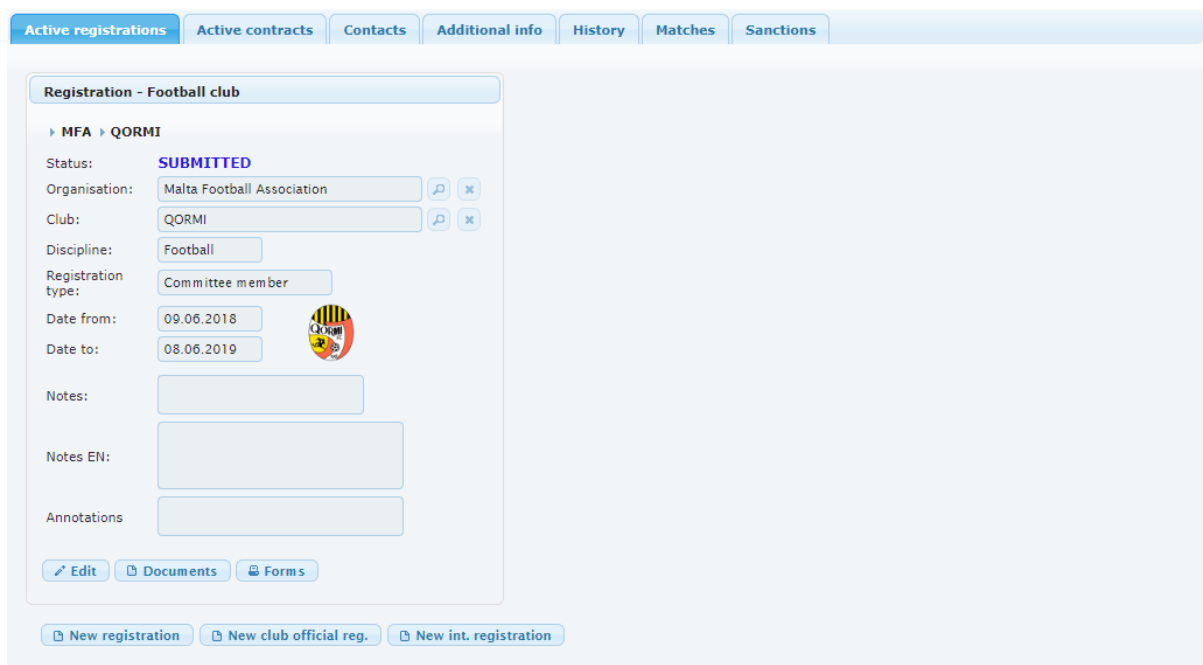 Active registrations Active contracts Contacts Additional info History Matches Sanctions
Registration - Football club
MFA QORMI
Status: SUBMITTED
Organisation: Malta Football Association
Club: QORMI
Discipline: Football
Registration type: Committee member
Date from: 09.06.2018
QORMI
Date to: 08.06.2019
Notes:
Notes EN:
Annotations
Edit Documents Forms
New registration New club official reg. New int. registration